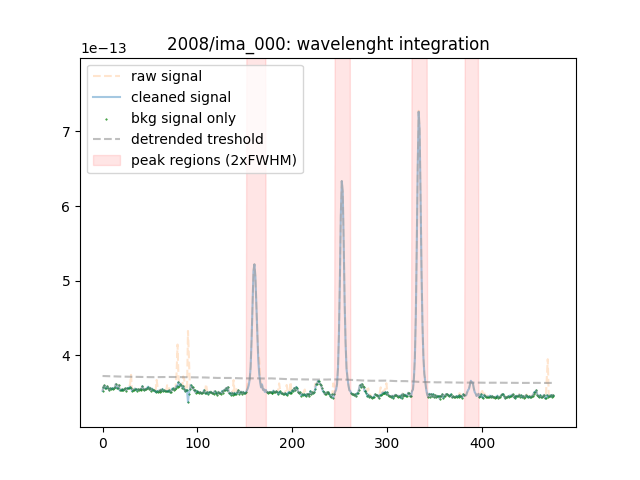 1e−13
2008/ima_000: wavelenght integration
raw signal
cleaned signal
bkg signal only
detrended treshold
peak regions (2xFWHM)
7
6
5
4
0 100 200 300 400